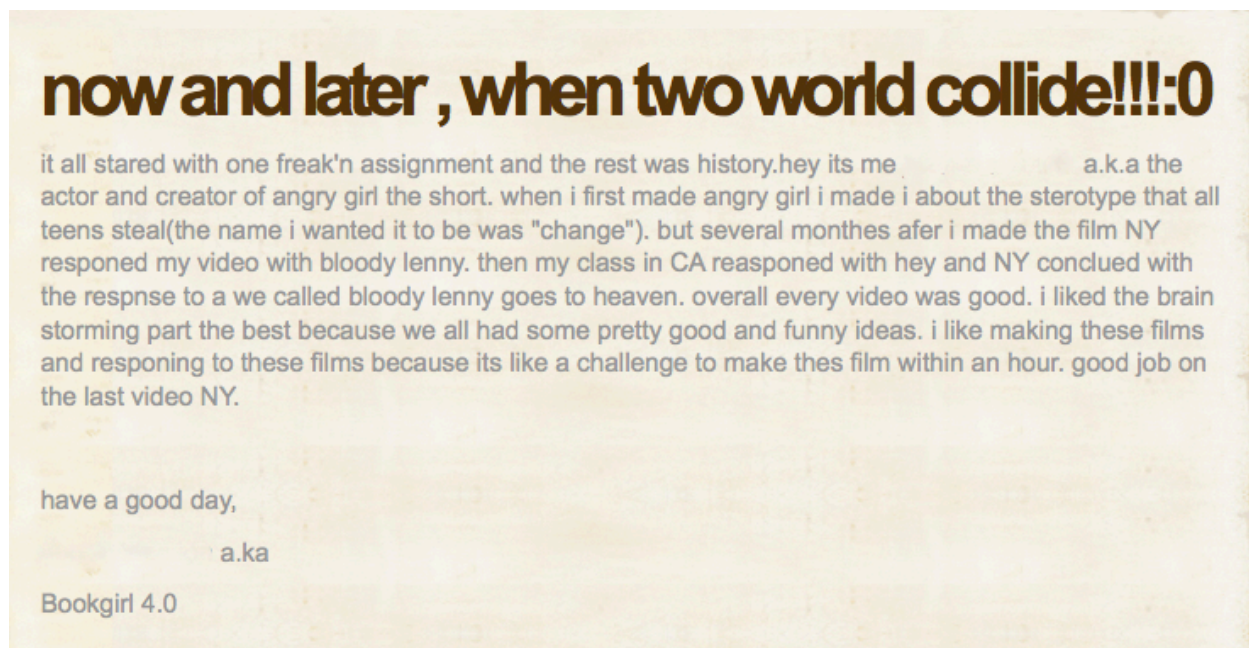 now and later , when two world collide!!!:0
it all stared with one freak'n assignment and the rest was history.hey its me a.k.a the
actor and creator of angry girl the short. when i first made angry girl i made i about the sterotype that all
teens steal(the name i wanted it to be was "change"). but several monthes afer i made the film NY
responed my video with bloody lenny. then my class in CA reasponed with hey and NY conclued with
the respnse to a we called bloody lenny goes to heaven. overall every video was good. i liked the brain
storming part the best because we all had some pretty good and funny ideas. i like making these films
and responing to these films because its like a challenge to make thes film within an hour. good job on
the last video NY.
have a good day,
a.ka
Bookgirl 4.0